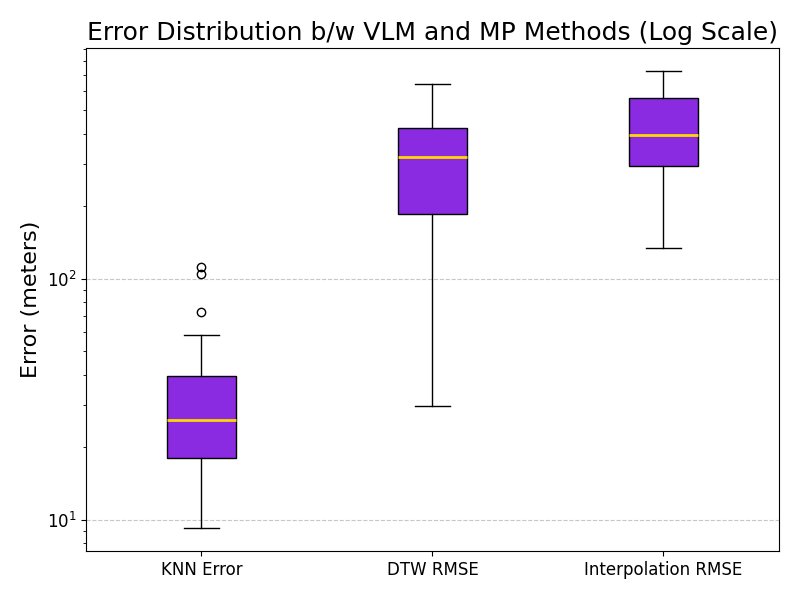 Error Distribution b/w VLM and MP Methods (Log Scale)
Error (meters)
10²
10¹
KNN Error
DTW RMSE
Interpolation RMSE